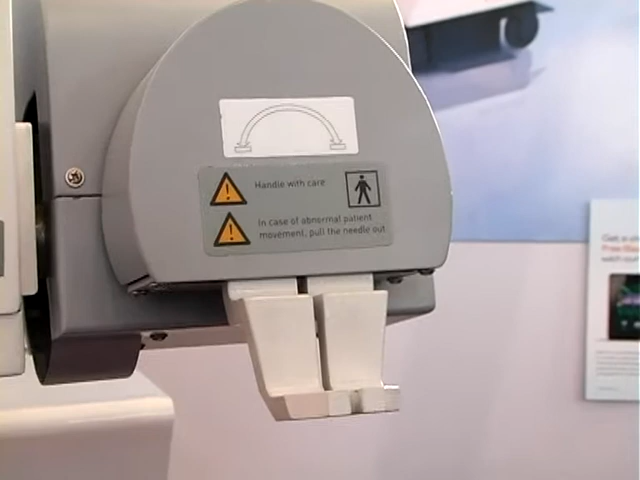 Handle with care
In case of abnormal patient
movement, pull the needle out